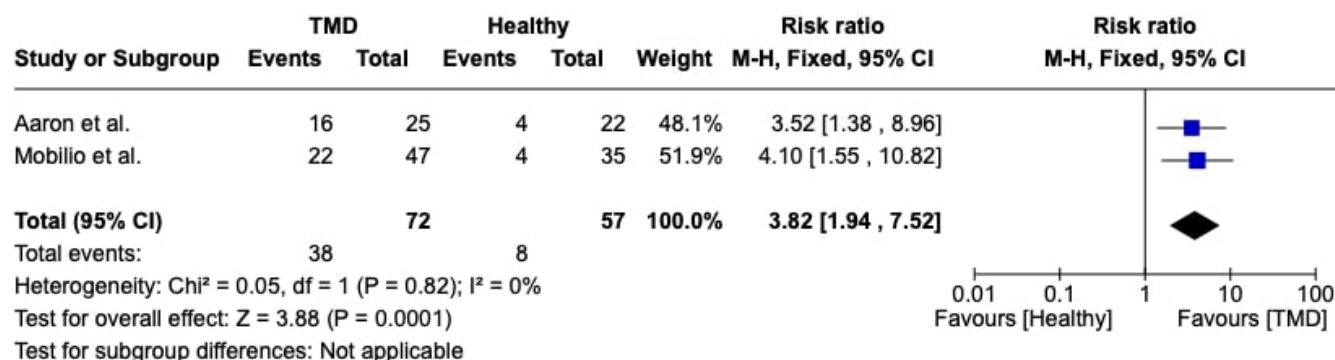 TMD Healthy Risk ratio Risk ratio
Study or Subgroup Events Total Events Total Weight M-H, Fixed, 95% CI M-H, Fixed, 95% CI
Aaron et al. 16 25 4 22 48.1% 3.52 [1.38 , 8.96]
Mobilio et al. 22 47 4 35 51.9% 4.10 [1.55 , 10.82]
Total (95% CI) 72 57 100.0% 3.82 [1.94 , 7.52]
Total events: 38 8
Heterogeneity: Chi² = 0.05, df = 1 (P = 0.82); I² = 0%
Test for overall effect: Z = 3.88 (P = 0.0001)
Test for subgroup differences: Not applicable
0.01 0.1 1 10 100
Favours [Healthy] Favours [TMD]